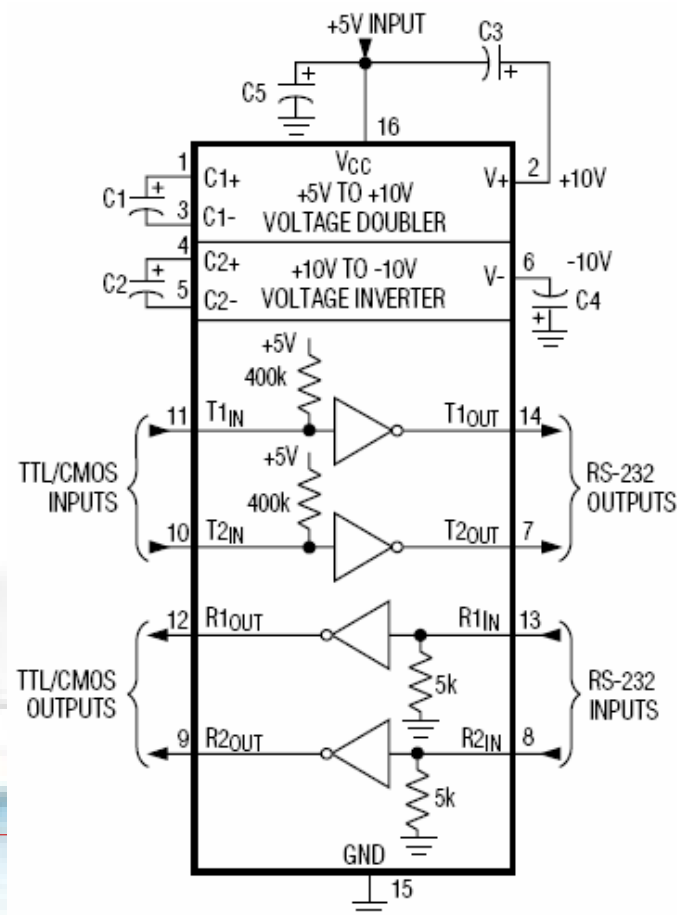 +5V INPUT
C3
+
C5
+
16
1
VCC
V+
2
+10V
C1
+
C1+
+5V TO +10V
3
C1-
VOLTAGE DOUBLER
4
C2
+
C2+
+10V TO -10V
V-
6
-10V
5
C2-
VOLTAGE INVERTER
+
C4
+5V
400k
TTL/CMOS
INPUTS
11
T1IN
T1OUT
14
RS-232
OUTPUTS
+5V
400k
10
T2IN
T2OUT
7
TTL/CMOS
OUTPUTS
12
R1OUT
R1IN
13
RS-232
INPUTS
5k
9
R2OUT
R2IN
8
5k
GND
15